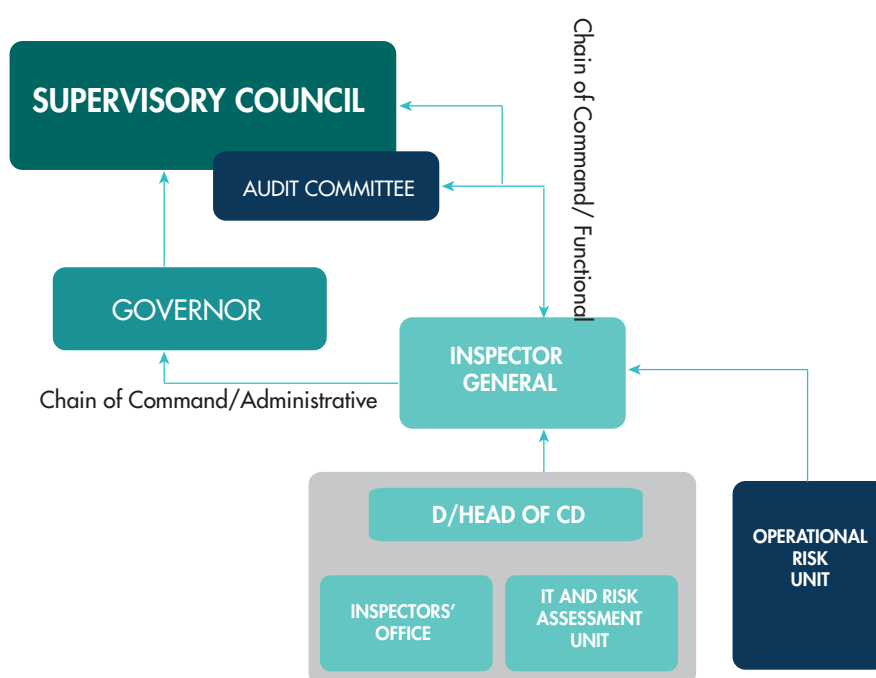 SUPERVISORY COUNCIL
AUDIT COMMITTEE
Chain of Command/ Functional
GOVERNOR
INSPECTOR
GENERAL
Chain of Command/Administrative
D/HEAD OF CD
INSPECTORS’
OFFICE
IT AND RISK
ASSESSMENT
UNIT
OPERATIONAL
RISK
UNIT